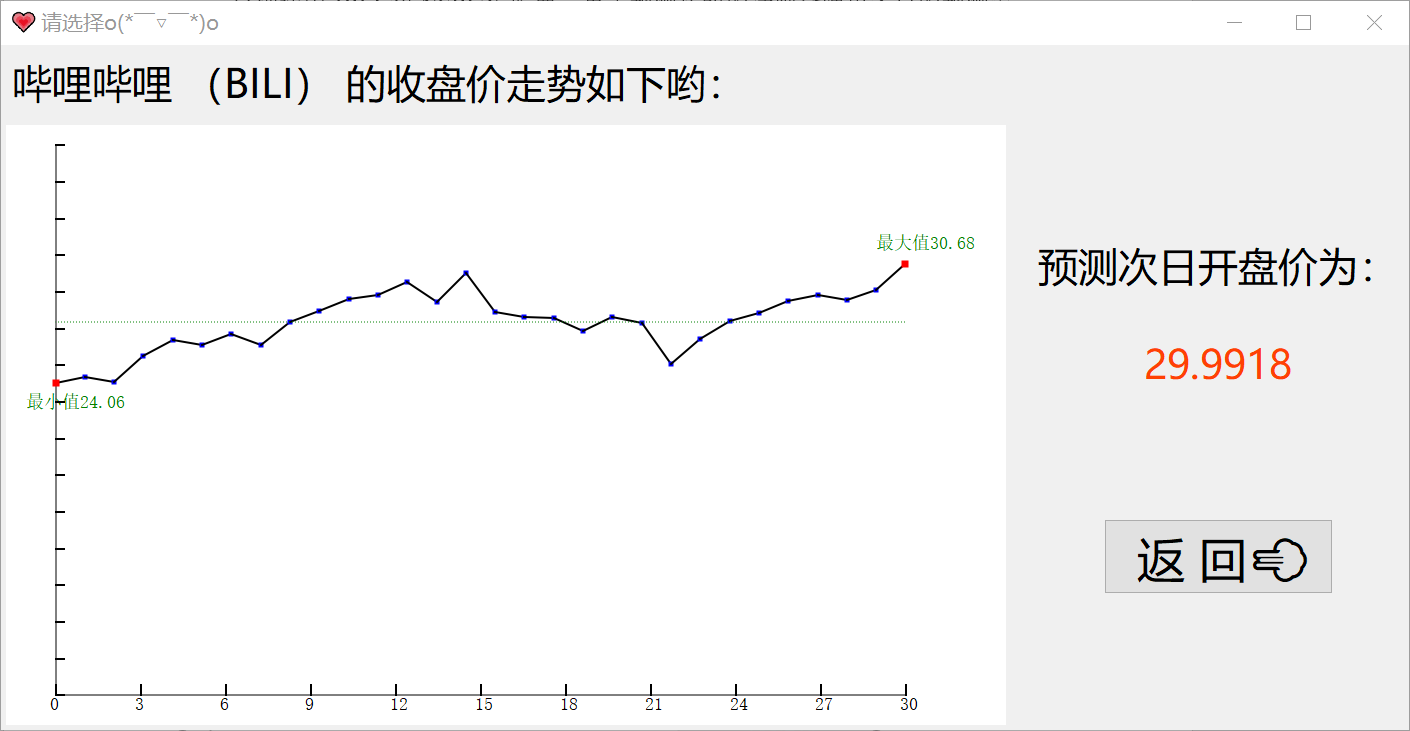 请选择o(*￣▽￣*)o
哔哩哔哩 （BILI） 的收盘价走势如下哟：
最大值30.68
预测次日开盘价为：
29.9918
最小值24.06
返 回
0 3 6 9 12 15 18 21 24 27 30